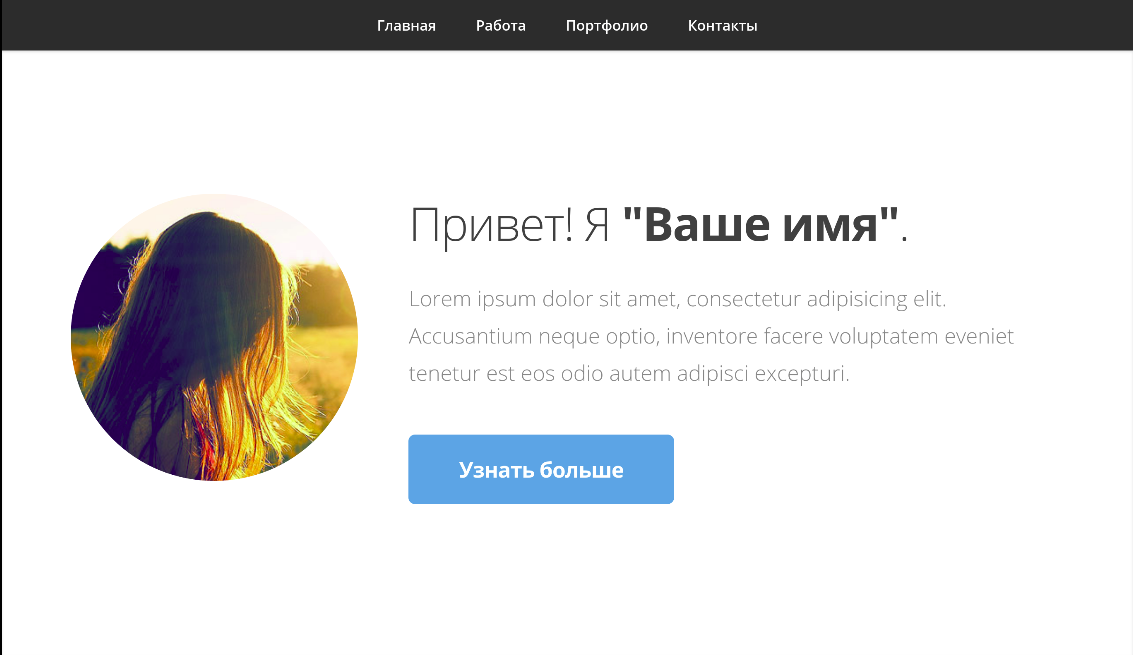 Главная Работа Портфолио Контакты
Привет! Я "Ваше имя".
Lorem ipsum dolor sit amet, consectetur adipisicing elit.
Accusantium neque optio, inventore facere voluptatem eveniet
tenetur est eos odio autem adipisci excepturi.
Узнать больше